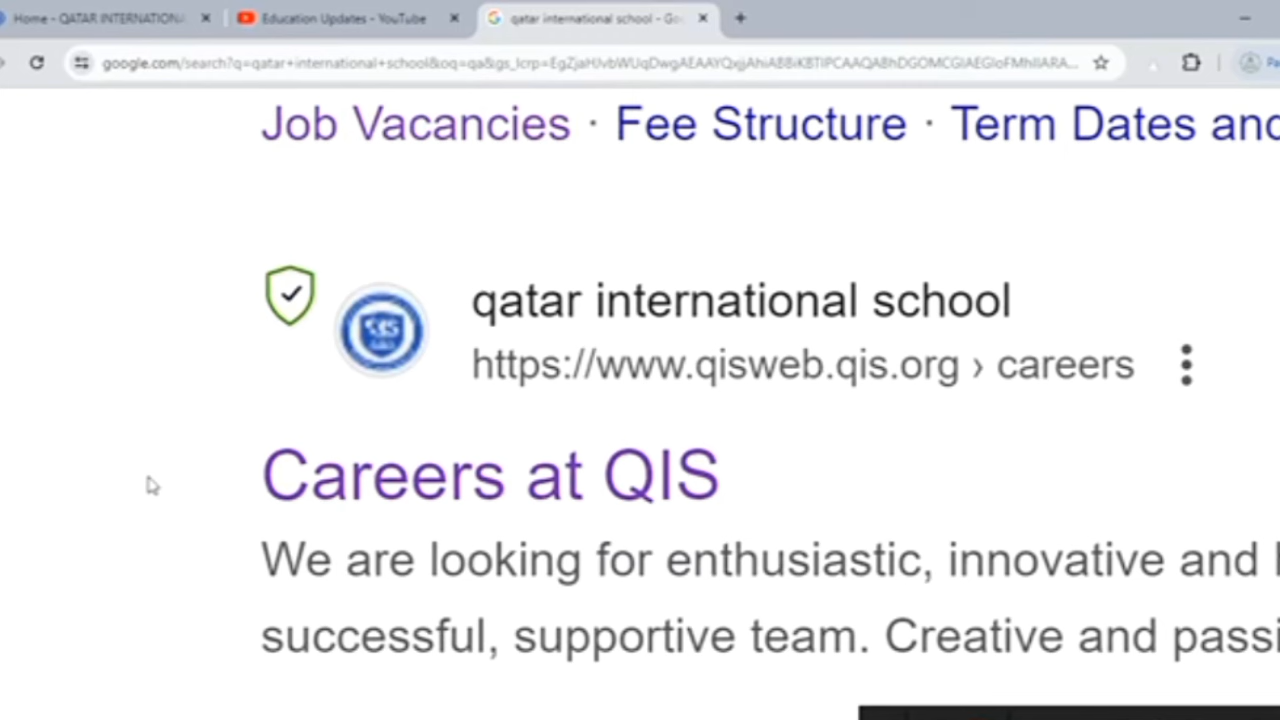 Home - QATAR INTERNATION
Education Updates - YouTube
qatar international school - Go
google.com/search?q=qatar+international+school&oq=qa&gs_lcrp=
Job Vacancies · Fee Structure · Term Dates and
qatar international school
https://www.qisweb.qis.org › careers
QIS
Careers at QIS
We are looking for enthusiastic, innovative and
successful, supportive team. Creative and passi